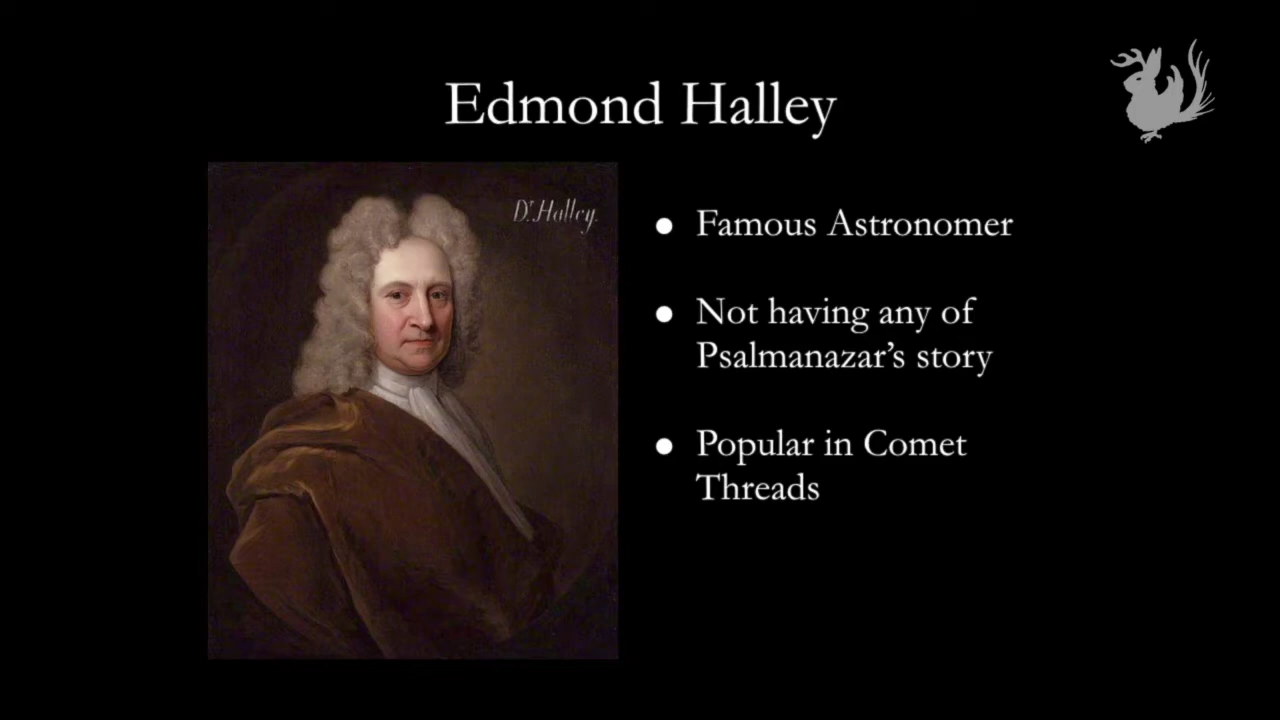 Edmond Halley
Dr. Halley.
Famous Astronomer
Not having any of
Psalmanazar’s story
Popular in Comet
Threads